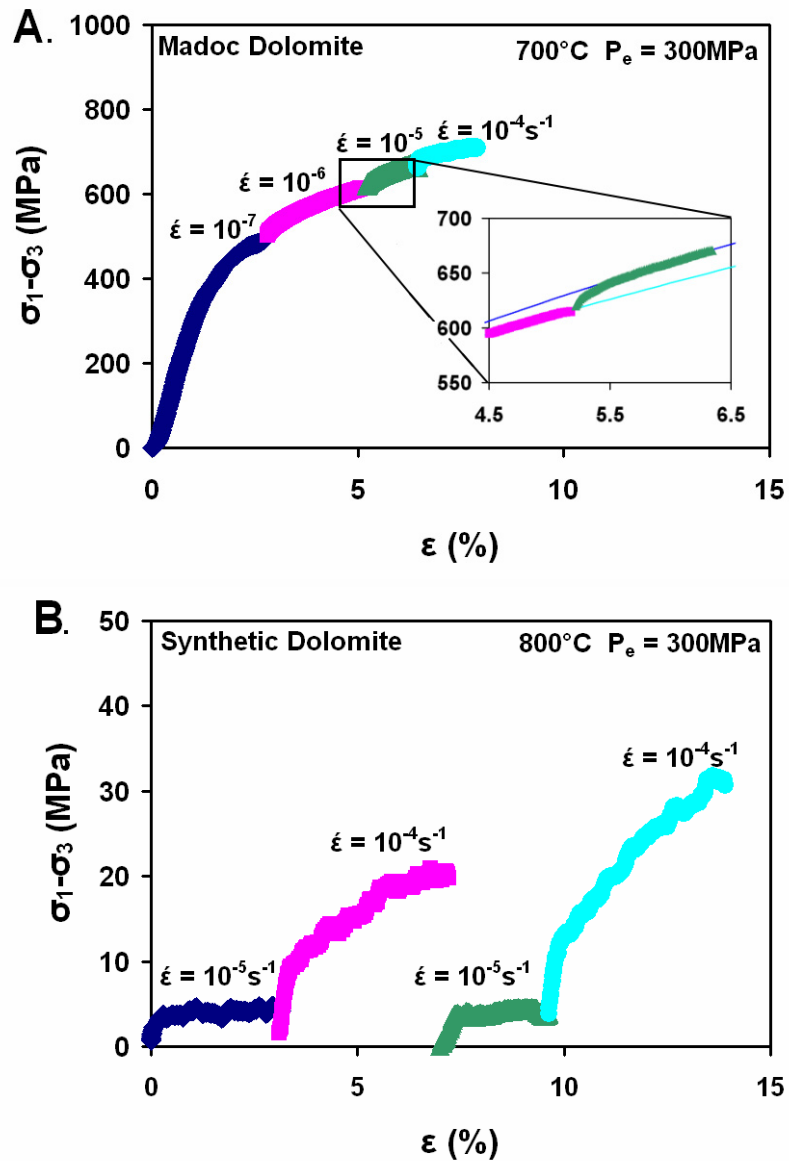 A.
Madoc Dolomite 700°C Pₑ = 300MPa
1000
800
600
400
200
0
σ₁-σ₃ (MPa)
έ = 10⁻⁷
έ = 10⁻⁶
έ = 10⁻⁵
έ = 10⁻⁴s⁻¹
700
650
600
550
4.5 5.5 6.5
0 5 10 15
ε (%)
B.
Synthetic Dolomite 800°C Pₑ = 300MPa
50
40
30
20
10
0
σ₁-σ₃ (MPa)
έ = 10⁻⁵s⁻¹
έ = 10⁻⁴s⁻¹
έ = 10⁻⁵s⁻¹
έ = 10⁻⁴s⁻¹
0 5 10 15
ε (%)